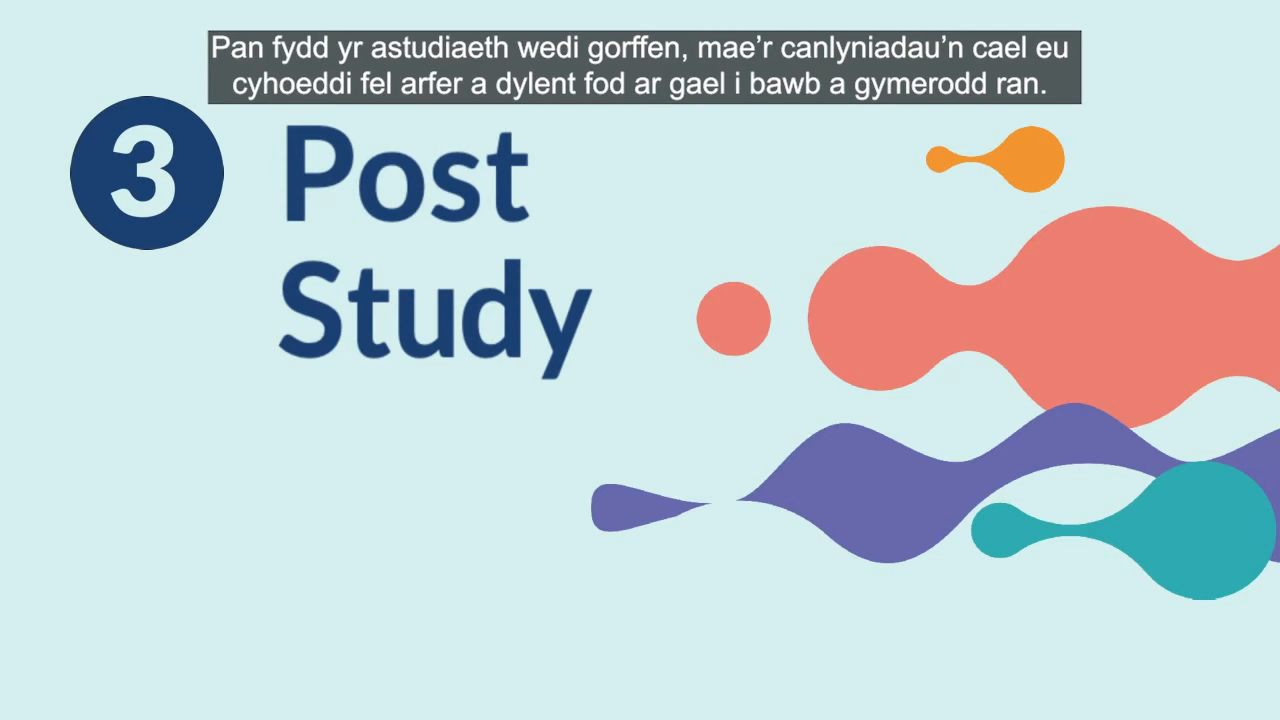 Pan fydd yr astudiaeth wedi gorffen, mae’r canlyniadau’n cael eu
cyhoeddi fel arfer a dylent fod ar gael i bawb a gymerodd ran.
3
Post
Study